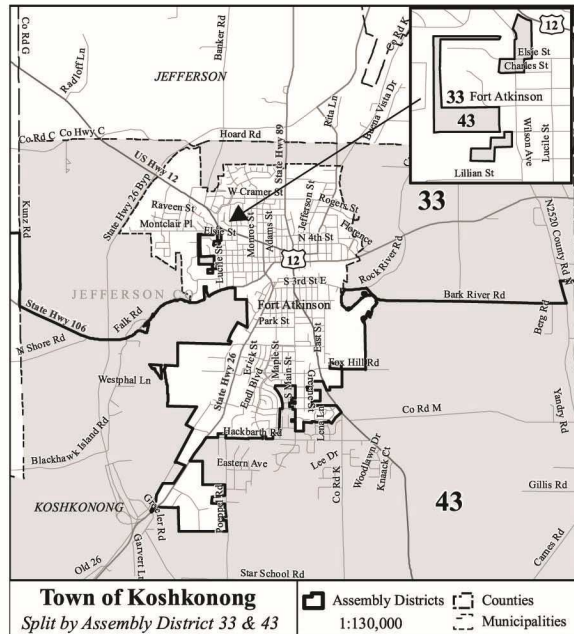 Co Rd G
Radloff Ln
Banker Rd
Co Rd K
JEFFERSON
Rita Ln
Buena Vista Dr
Co Rd C
Co Hwy C
Hoard Rd
State Hwy 89
US Hwy 12
State Hwy 26 Byp
Kunz Rd
W Cramer St
Raveen St
Montclair Pl
Elsie St
Lucile St
Monroe St
Adams St
Jefferson St
Rogers St
Florence
N 4th St
12
Rock River Rd
33
N2520 County Rd N
JEFFERSON CO
S 3rd St E
Bark River Rd
State Hwy 106
Falk Rd
Fort Atkinson
Park St
East St
Berg Rd
N Shore Rd
Westphal Ln
State Hwy 26
Erick St
Endl Blvd
Maple St
S Main St
Fox Hill Rd
Lena Ln
Co Rd M
Yandry Rd
Hackbarth Rd
Blackhawk Island Rd
Eastern Ave
Lee Dr
Co Rd K
Woodlawn Dr
Knaack Ct
Gillis Rd
43
KOSHKONONG
Poeppel Rd
Garvert Ln
Old 26
Star School Rd
Carnes Rd
12
Elsie St
Charles St
33 Fort Atkinson
43
Wilson Ave
Lucile St
Lillian St
Town of Koshkonong
Split by Assembly District 33 & 43
Assembly Districts
Counties
1:130,000
Municipalities